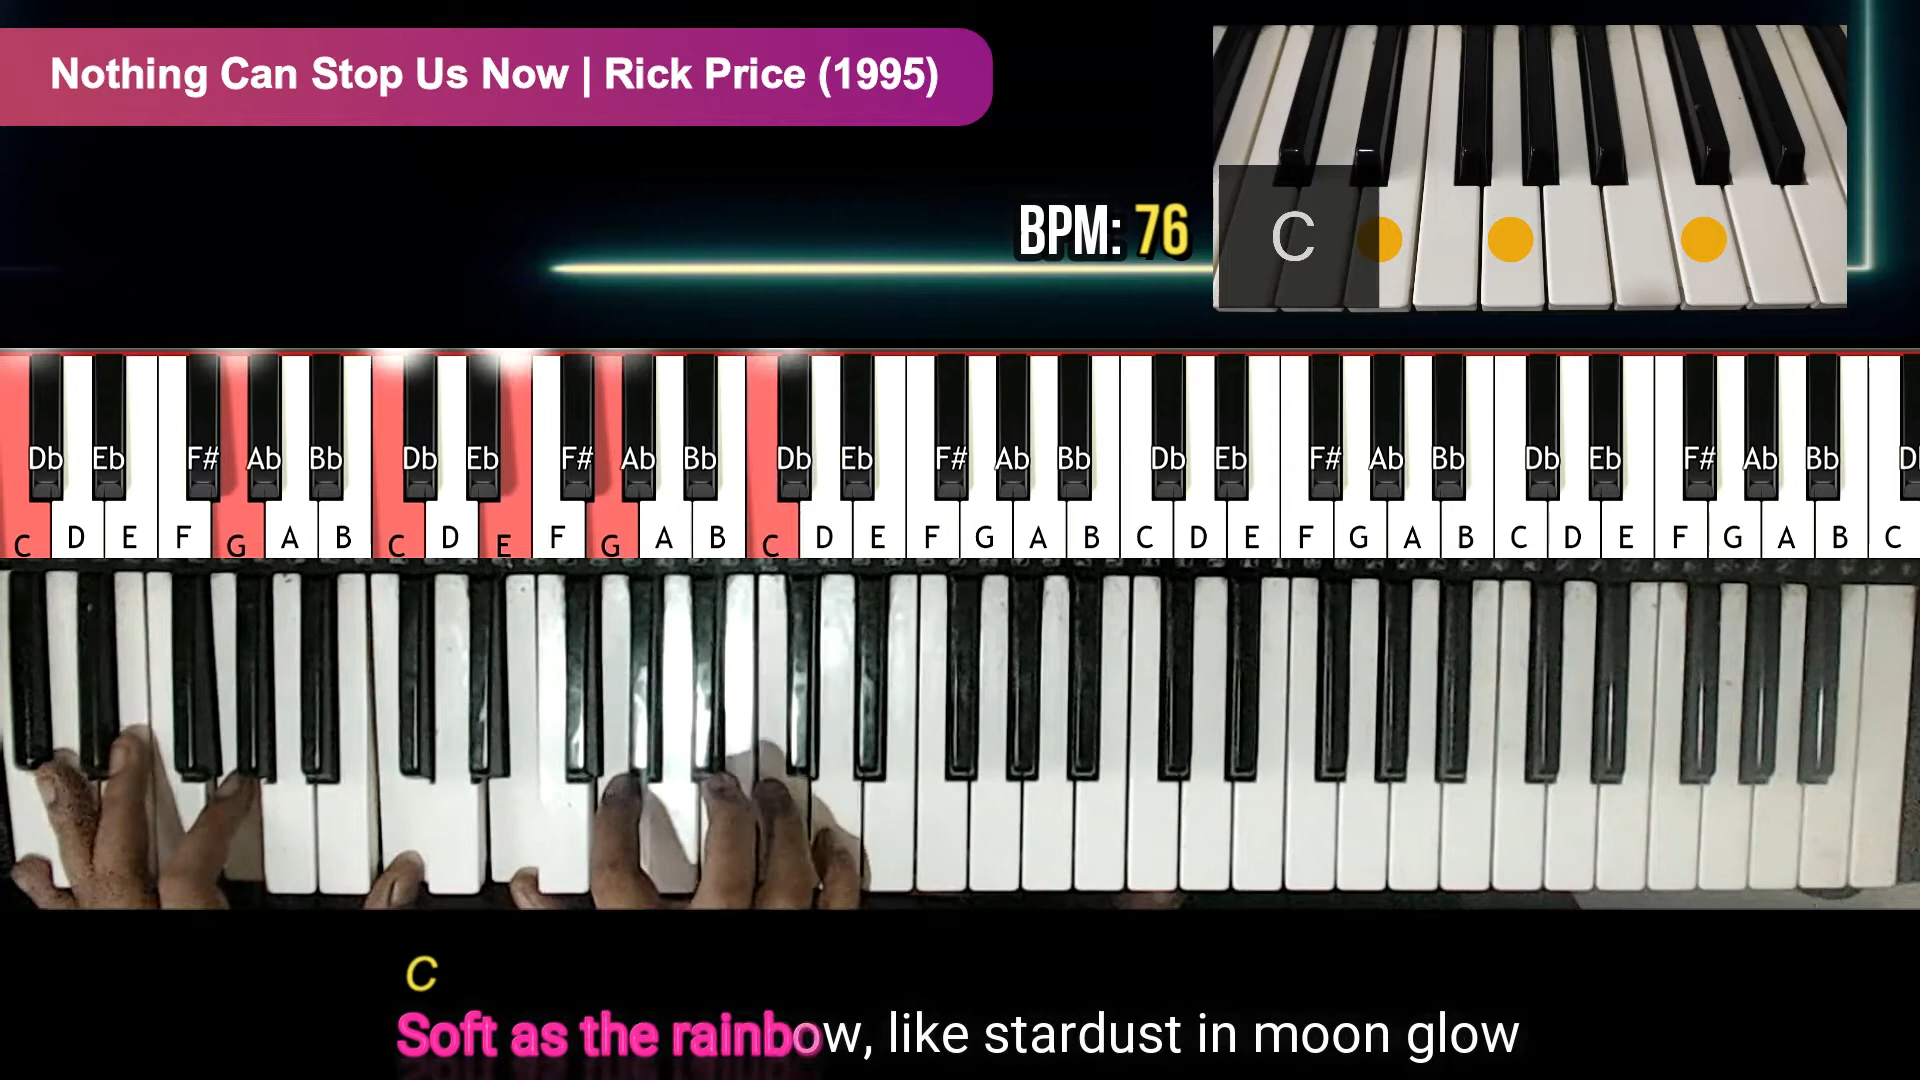 Nothing Can Stop Us Now | Rick Price (1995)
BPM: 76
C
Db Eb F# Ab Bb Db Eb F# Ab Bb Db Eb F# Ab Bb Db Eb F# Ab Bb Db Eb F# Ab Bb
C D E F G A B C D E F G A B C D E F G A B C D E F G A B C D E F G A B C
C
Soft as the rainbow, like stardust in moon glow